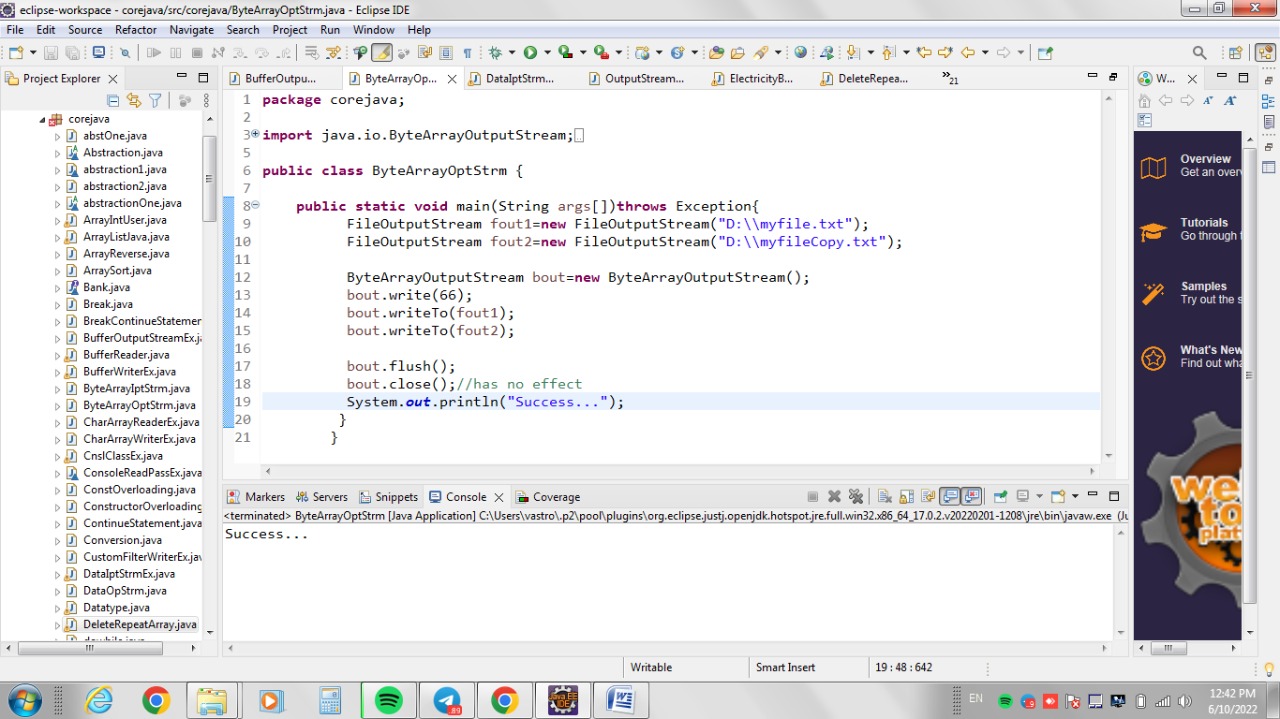 eclipse-workspace - corejava/src/corejava/ByteArrayOptStrm.java - Eclipse IDE
File Edit Source Refactor Navigate Search Project Run Window Help
Project Explorer
corejava
abstOne.java
Abstraction.java
abstraction1.java
abstraction2.java
abstractionOne.java
ArrayIntUser.java
ArrayListJava.java
ArrayReverse.java
ArraySort.java
Bank.java
Break.java
BreakContinueStatemer
BufferOutputStreamEx.j
BufferReader.java
BufferWriterEx.java
ByteArrayIptStrm.java
ByteArrayOptStrm.java
CharArrayReaderEx.java
CharArrayWriterEx.java
CnslClassEx.java
ConsoleReadPassEx.java
ConstOverloading.java
ConstructorOverloading
ContinueStatement.java
Conversion.java
CustomFilterWriterEx.jav
DataIptStrmEx.java
DataOpStrm.java
Datatype.java
DeleteRepeatArray.java
dowhile.java
BufferOutpu... ByteArrayOp... DataIptStrm... OutputStream... ElectricityB... DeleteRepea... »21
1 package corejava;
2
3 import java.io.ByteArrayOutputStream;
5
6 public class ByteArrayOptStrm {
7
8 public static void main(String args[])throws Exception{
9 FileOutputStream fout1=new FileOutputStream("D:\\myfile.txt");
10 FileOutputStream fout2=new FileOutputStream("D:\\myfileCopy.txt");
11
12 ByteArrayOutputStream bout=new ByteArrayOutputStream();
13 bout.write(66);
14 bout.writeTo(fout1);
15 bout.writeTo(fout2);
16
17 bout.flush();
18 bout.close();//has no effect
19 System.out.println("Success...");
20 }
21 }
Markers Servers Snippets Console Coverage
<terminated> ByteArrayOptStrm [Java Application] C:\Users\vastro\.p2\pool\plugins\org.eclipse.justj.openjdk.hotspot.jre.full.win32.x86_64_17.0.2.v20220201-1208\jre\bin\javaw.exe (Ju
Success...
W...
Overview
Get an over
Tutorials
Go through t
Samples
Try out the s
What's New
Find out wha
we
to
plat
Writable Smart Insert 19 : 48 : 642
Java EE
IDE
89
EN
12:42 PM
6/10/2022